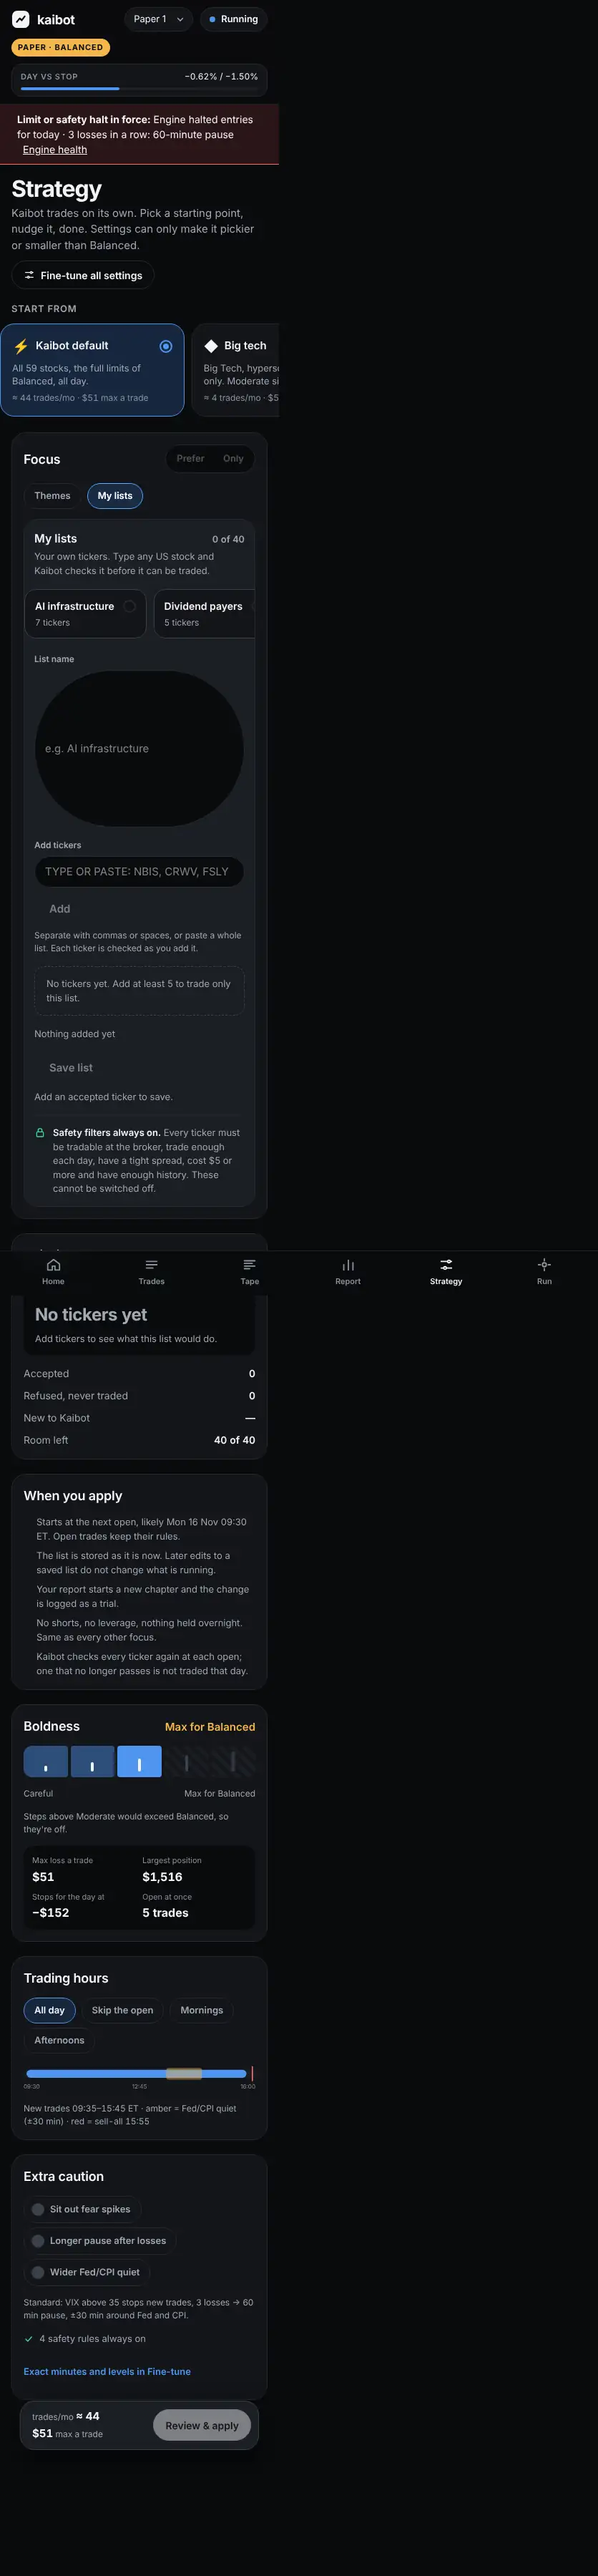 kaibot
Paper 1
Running
PAPER · BALANCED
DAY VS STOP
−0.62% / −1.50%
Limit or safety halt in force: Engine halted entries
for today · 3 losses in a row: 60-minute pause
Engine health
Strategy
Kaibot trades on its own. Pick a starting point,
nudge it, done. Settings can only make it pickier
or smaller than Balanced.
Fine-tune all settings
START FROM
Kaibot default
All 59 stocks, the full limits of
Balanced, all day.
≈ 44 trades/mo · $51 max a trade
Big tech
Big Tech,
only. Moderate
≈ 4 trades/mo
Focus
Prefer
Only
Themes
My lists
My lists
0 of 40
Your own tickers. Type any US stock and
Kaibot checks it before it can be traded.
AI infrastructure
7 tickers
Dividend payers
5 tickers
List name
e.g. AI infrastructure
Add tickers
TYPE OR PASTE: NBIS, CRWV, FSLY
Add
Separate with commas or spaces, or paste a whole
list. Each ticker is checked as you add it.
No tickers yet. Add at least 5 to trade only
this list.
Nothing added yet
Save list
Add an accepted ticker to save.
Safety filters always on. Every ticker must
be tradable at the broker, trade enough
each day, have a tight spread, cost $5 or
more and have enough history. These
cannot be switched off.
Home
Trades
Tape
Report
Strategy
Run
No tickers yet
Add tickers to see what this list would do.
Accepted
0
Refused, never traded
0
New to Kaibot
—
Room left
40 of 40
When you apply
Starts at the next open, likely Mon 16 Nov 09:30
ET. Open trades keep their rules.
The list is stored as it is now. Later edits to a
saved list do not change what is running.
Your report starts a new chapter and the change
is logged as a trial.
No shorts, no leverage, nothing held overnight.
Same as every other focus.
Kaibot checks every ticker again at each open;
one that no longer passes is not traded that day.
Boldness
Max for Balanced
Careful
Max for Balanced
Steps above Moderate would exceed Balanced, so
they're off.
Max loss a trade
$51
Largest position
$1,516
Stops for the day at
−$152
Open at once
5 trades
Trading hours
All day
Skip the open
Mornings
Afternoons
09:30
12:45
16:00
New trades 09:35–15:45 ET · amber = Fed/CPI quiet
(±30 min) · red = sell-all 15:55
Extra caution
Sit out fear spikes
Longer pause after losses
Wider Fed/CPI quiet
Standard: VIX above 35 stops new trades, 3 losses → 60
min pause, ±30 min around Fed and CPI.
4 safety rules always on
Exact minutes and levels in Fine-tune
trades/mo ≈ 44
$51 max a trade
Review & apply